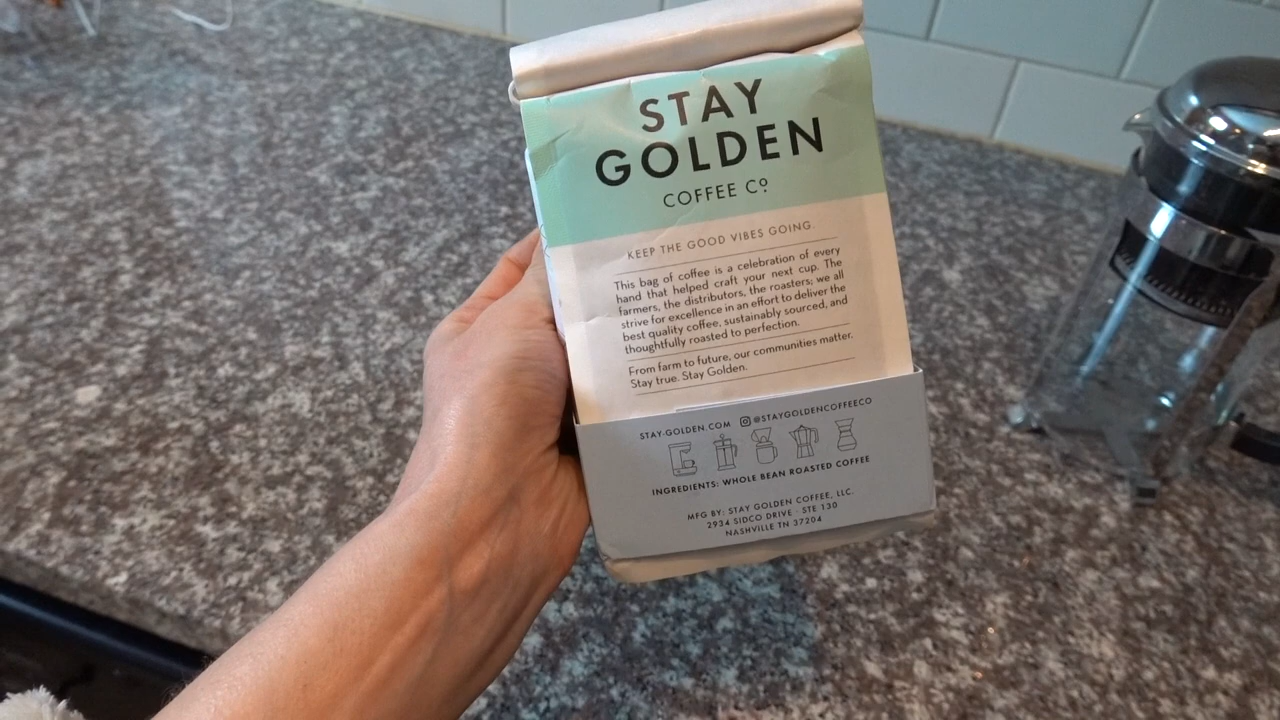 STAY
GOLDEN
COFFEE Cº
KEEP THE GOOD VIBES GOING.
This bag of coffee is a celebration of every
hand that helped craft your next cup. The
farmers, the distributors, the roasters; we all
strive for excellence in an effort to deliver the
best quality coffee, sustainably sourced, and
thoughtfully roasted to perfection.
From farm to future, our communities matter.
Stay true. Stay Golden.
STAY-GOLDEN.COM @STAYGOLDENCOFFEECO
INGREDIENTS: WHOLE BEAN ROASTED COFFEE
MFG BY: STAY GOLDEN COFFEE, LLC.
2934 SIDCO DRIVE · STE 130
NASHVILLE TN 37204